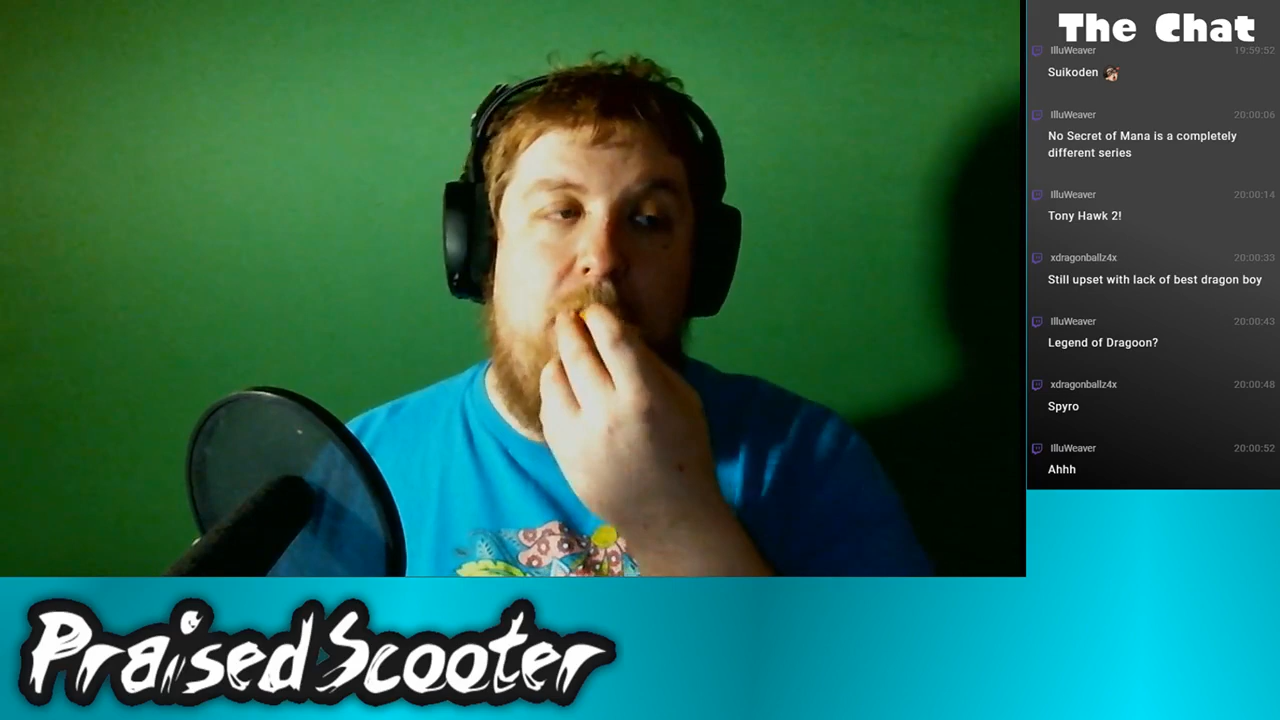 The Chat
IlluWeaver 19:59:52
Suikoden
IlluWeaver 20:00:06
No Secret of Mana is a completely
different series
IlluWeaver 20:00:14
Tony Hawk 2!
xdragonballz4x 20:00:33
Still upset with lack of best dragon boy
IlluWeaver 20:00:43
Legend of Dragoon?
xdragonballz4x 20:00:48
Spyro
IlluWeaver 20:00:52
Ahhh
PraisedScooter